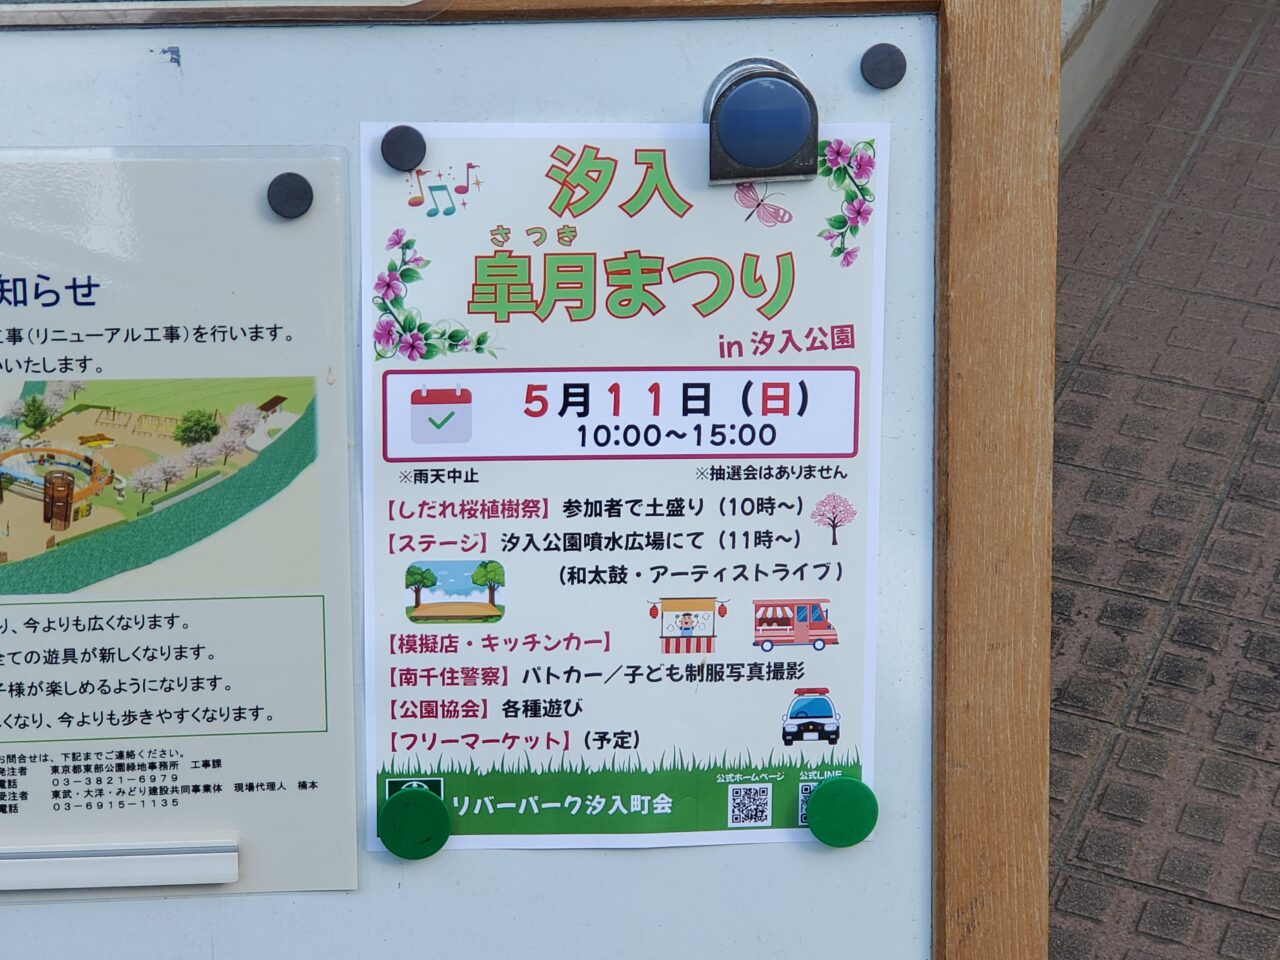 知らせ
工事(リニューアル工事)を行います。
いたします。
り、今よりも広くなります。
全ての遊具が新しくなります。
子様が楽しめるようになります。
くなり、今よりも歩きやすくなります。
お問合せは、下記までご連絡ください。
発注者 東京都東部公園緑地事務所 工事課
電話 03-3821-6979
受注者 東武・大洋・みどり建設共同事業体 現場代理人 楠本
電話 03-6915-1135
PLUS
汐入
さつき
皐月まつり
in 汐入公園
5月11日(日)
10:00~15:00
※雨天中止 ※抽選会はありません
【しだれ桜植樹祭】参加者で土盛り(10時~)
【ステージ】汐入公園噴水広場にて(11時~)
(和太鼓・アーティストライブ)
【模擬店・キッチンカー】
【南千住警察】パトカー/子ども制服写真撮影
【公園協会】各種遊び
【フリーマーケット】(予定)
公式ホームページ 公式LINE
リバーパーク汐入町会